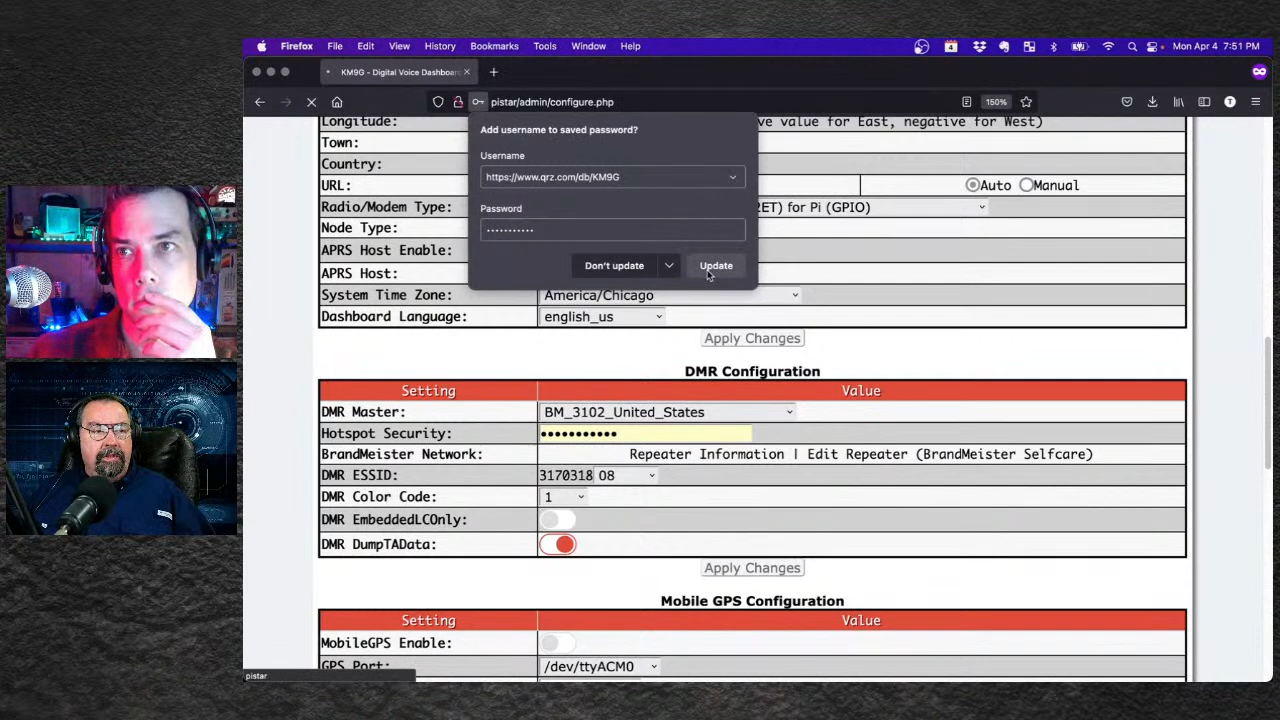 Firefox File Edit View History Bookmarks Tools Window Help
4
Mon Apr 4 7:51 PM
KM9G - Digital Voice Dashboar
pistar/admin/configure.php
150%
T
Longitude:
ve value for East, negative for West)
Town:
Country:
URL:
Auto Manual
Radio/Modem Type:
RET) for Pi (GPIO)
Node Type:
APRS Host Enable:
APRS Host:
System Time Zone:
America/Chicago
Dashboard Language:
english_us
Add username to saved password?
Username
https://www.qrz.com/db/KM9G
Password
Don't update
Update
Apply Changes
DMR Configuration
Setting Value
DMR Master: BM_3102_United_States
Hotspot Security:
BrandMeister Network: Repeater Information | Edit Repeater (BrandMeister Selfcare)
DMR ESSID: 3170318 08
DMR Color Code: 1
DMR EmbeddedLCOnly:
DMR DumpTAData:
Apply Changes
Mobile GPS Configuration
Setting Value
MobileGPS Enable:
GPS Port: /dev/ttyACM0
pistar